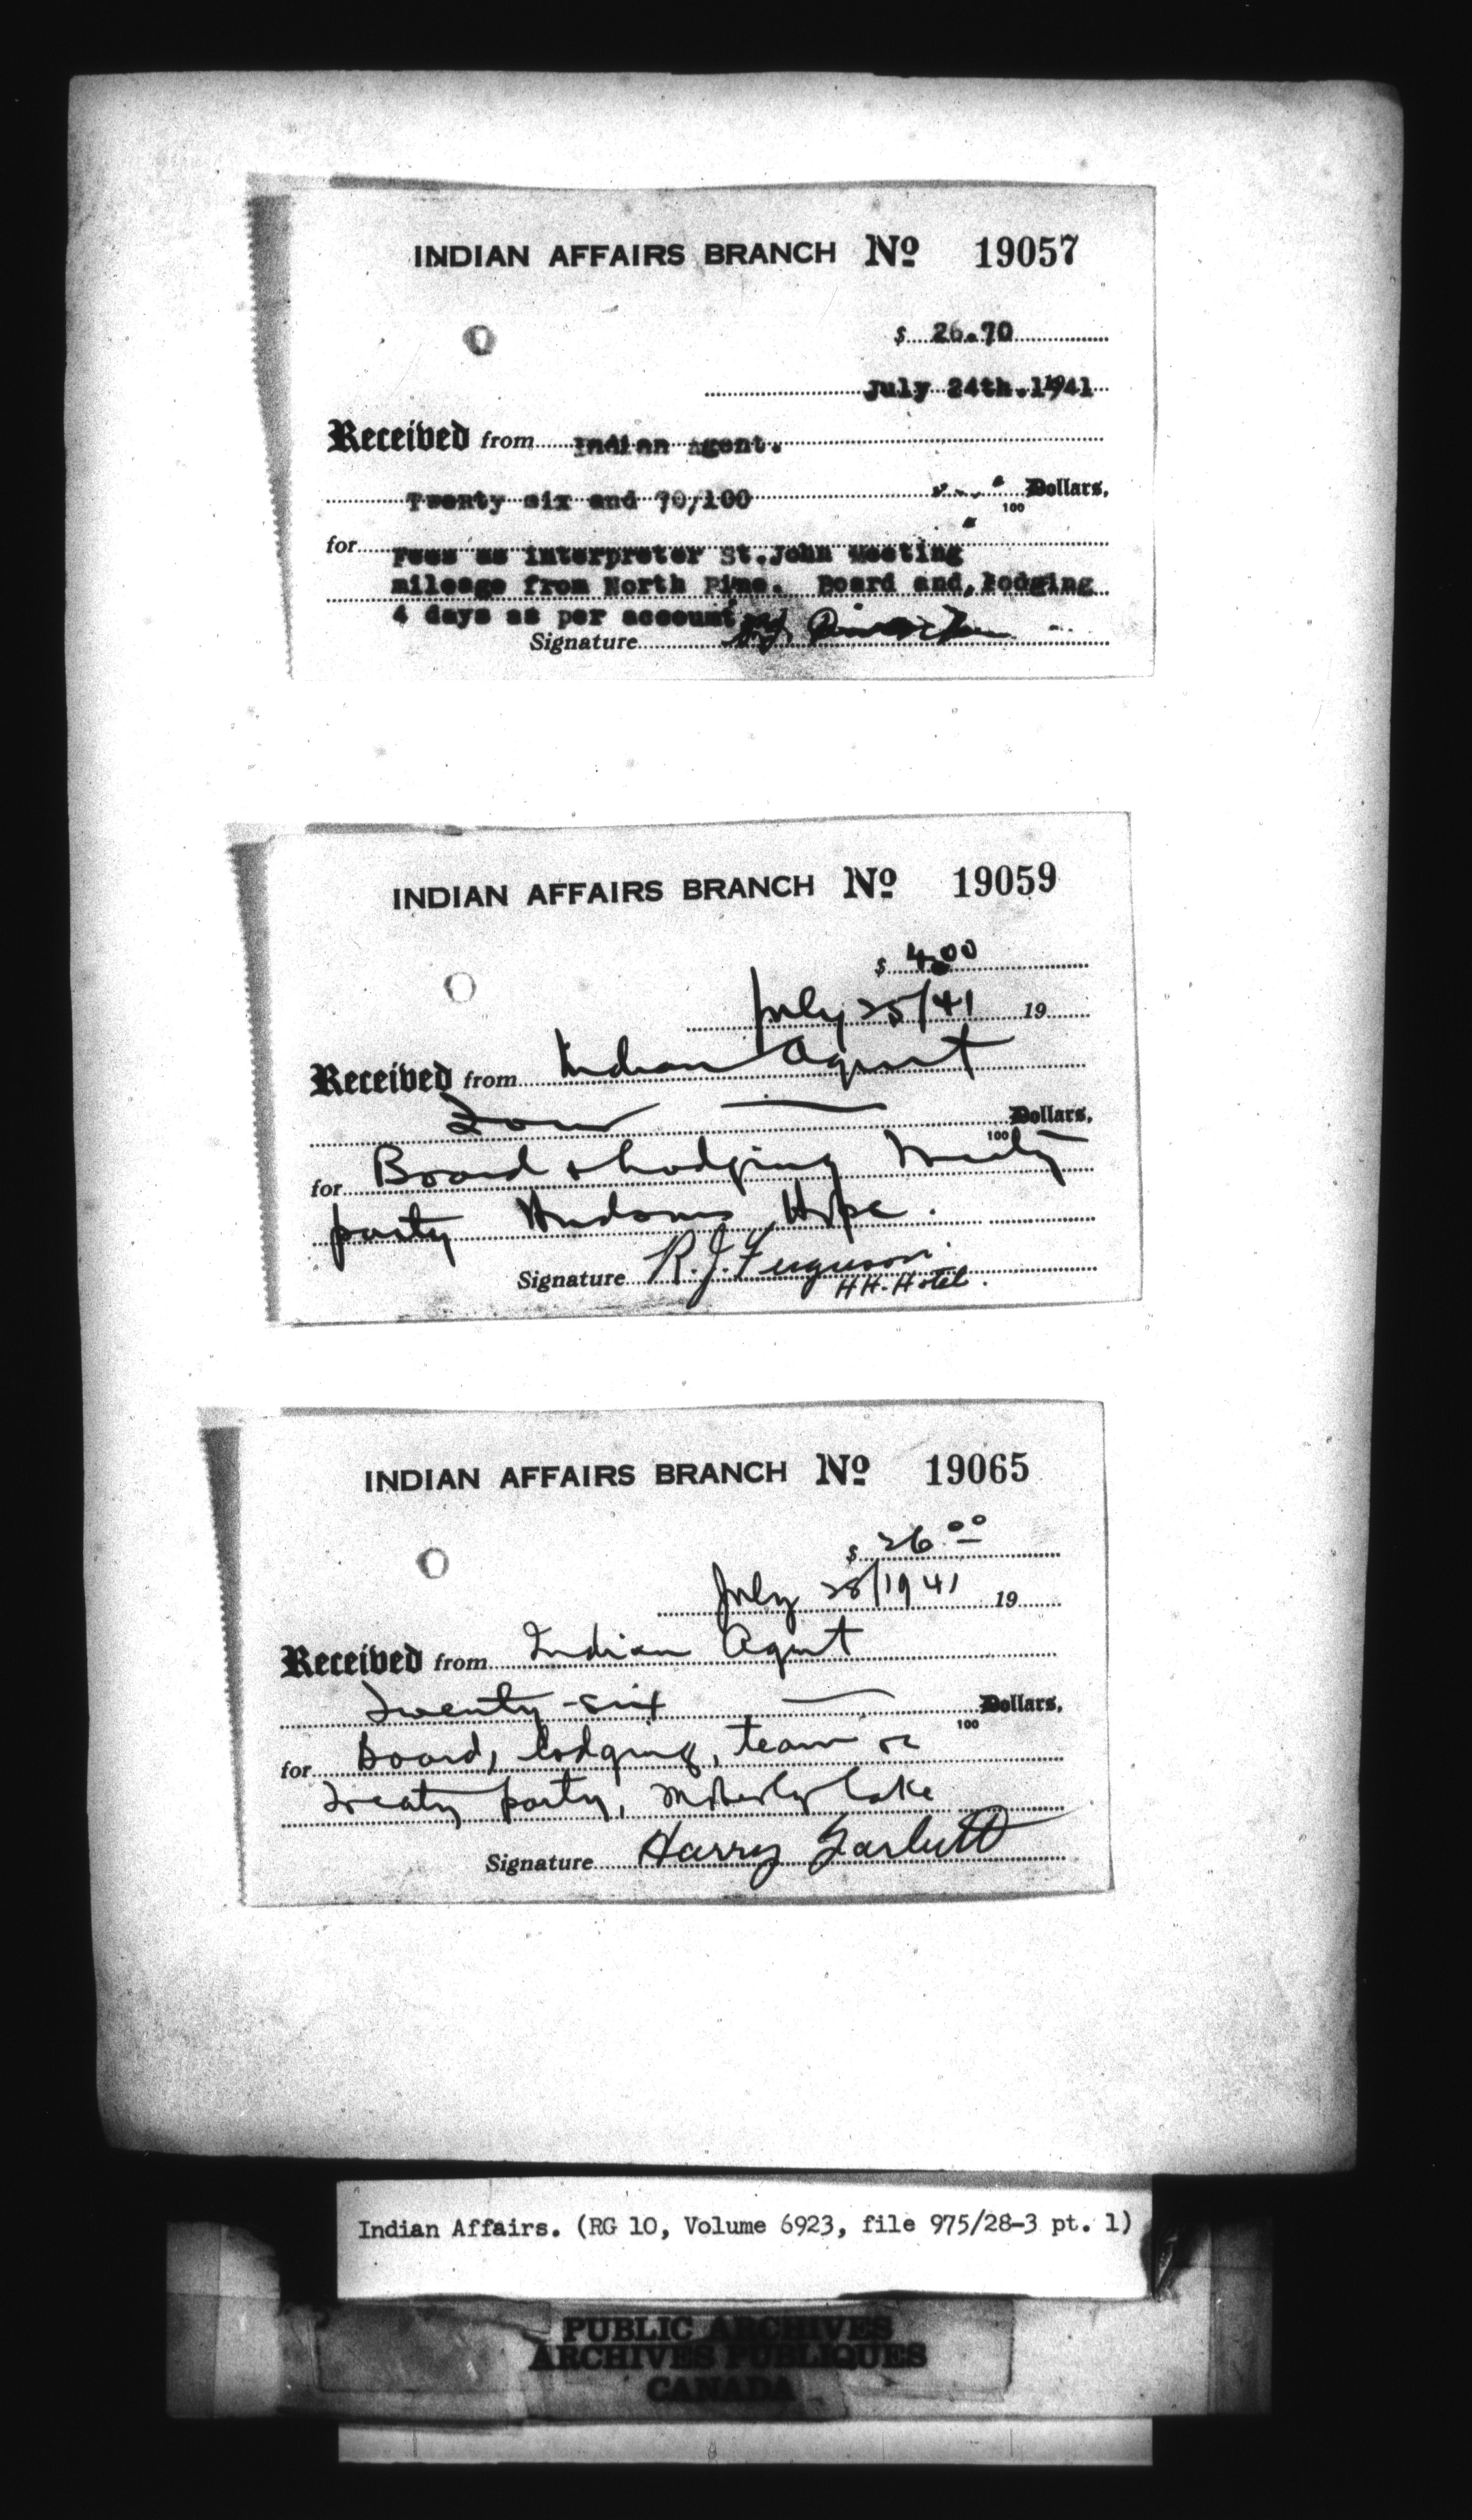 INDIAN AFFAIRS BRANCH Nº 19057
$ 26.70
July 24th. 1941
Received from Indian Agent.
Twenty six and 70/100 Dollars,
100
for Fees as interpreter St.John Meeting
mileage from North Pine. Board and Lodging
4 days as per account
Signature
INDIAN AFFAIRS BRANCH Nº 19059
$ 4.00
July 25/41 19
Received from Indian Agent
Four Dollars,
100
for Board & Lodging Treaty
party Hudsons Hope.
Signature R.J. Ferguson
H H. Hotel.
INDIAN AFFAIRS BRANCH Nº 19065
$ 26.00
July 28/1941 19
Received from Indian Agent
Twenty-six Dollars,
100
for Board, lodging, team
Treaty party, Moberly Lake
Signature Harry Garbutt
Indian Affairs. (RG 10, Volume 6923, file 975/28-3 pt. 1)
PUBLIC ARCHIVES
ARCHIVES PUBLIQUES
CANADA